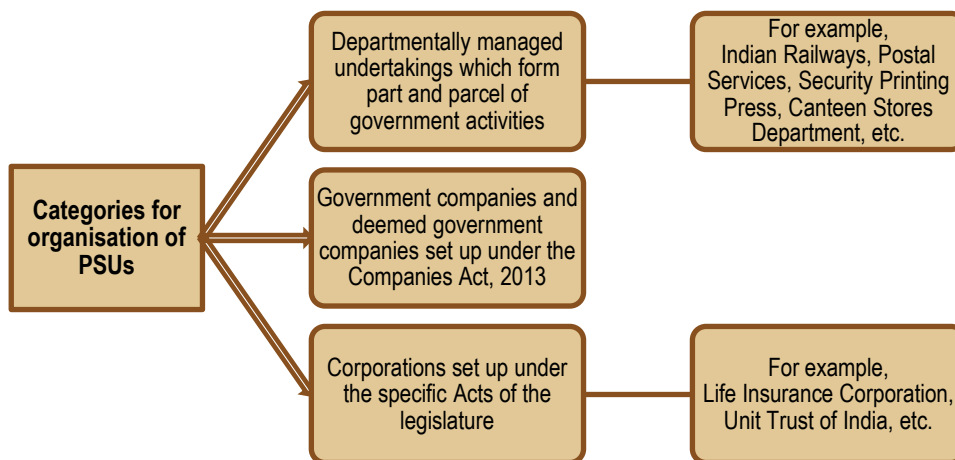 Categories for
organisation of
PSUs
Departmentally managed
undertakings which form
part and parcel of
government activities
For example,
Indian Railways, Postal
Services, Security Printing
Press, Canteen Stores
Department, etc.
Government companies and
deemed government
companies set up under the
Companies Act, 2013
Corporations set up under
the specific Acts of the
legislature
For example,
Life Insurance Corporation,
Unit Trust of India, etc.